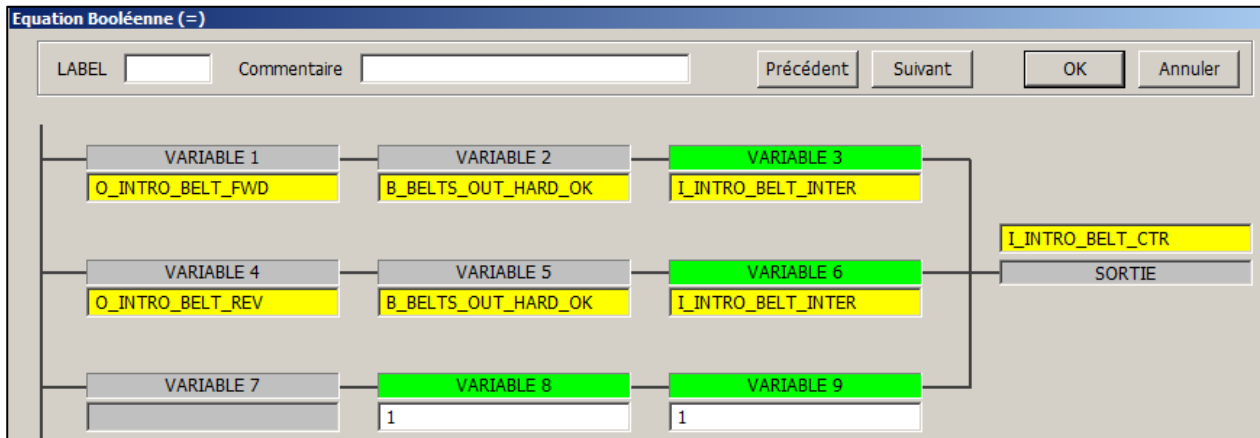 Equation Booléenne (=)
LABEL Commentaire Précédent Suivant OK Annuler
VARIABLE 1 VARIABLE 2 VARIABLE 3
O_INTRO_BELT_FWD B_BELTS_OUT_HARD_OK I_INTRO_BELT_INTER
I_INTRO_BELT_CTR
VARIABLE 4 VARIABLE 5 VARIABLE 6 SORTIE
O_INTRO_BELT_REV B_BELTS_OUT_HARD_OK I_INTRO_BELT_INTER
VARIABLE 7 VARIABLE 8 VARIABLE 9
1 1